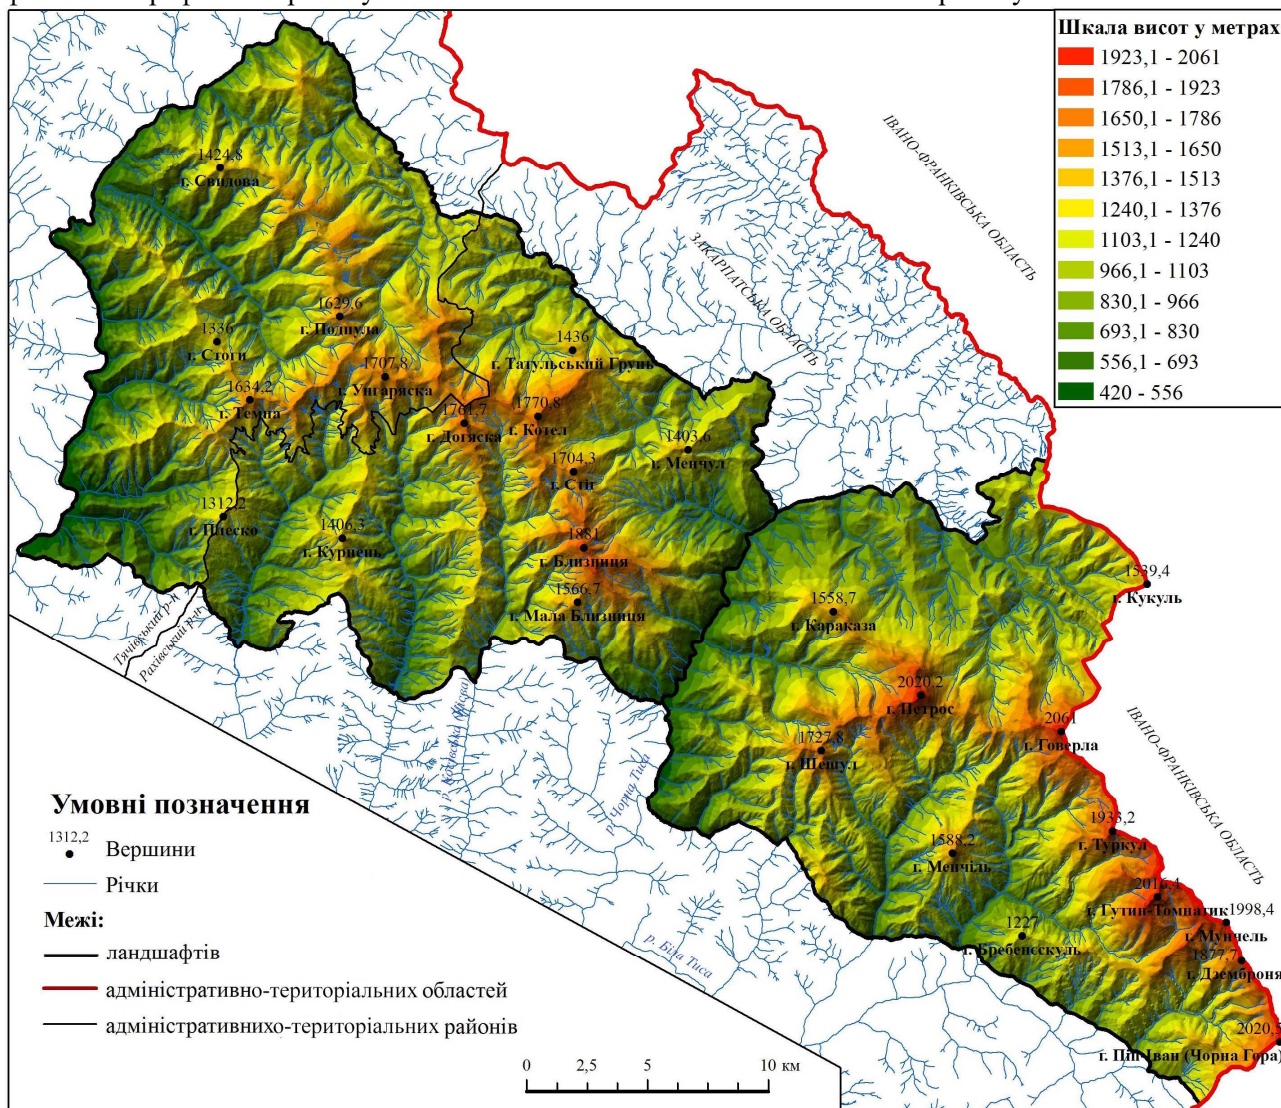 Шкала висот у метрах
1923,1 - 2061
1786,1 - 1923
1650,1 - 1786
1513,1 - 1650
1376,1 - 1513
1240,1 - 1376
1103,1 - 1240
966,1 - 1103
830,1 - 966
693,1 - 830
556,1 - 693
420 - 556
ІВАНО-ФРАНКІВСЬКА ОБЛАСТЬ
ЗАКАРПАТСЬКА ОБЛАСТЬ
1424,8
г. Свидова
1629,6
г. Подпула
1336
г. Стоги
1436
г. Татульський Грунь
1707,8
г. Унгаряска
1634,2
г. Темпа
1761,7
г. Догяска
1770,8
г. Котел
1403,6
г. Менчул
1704,3
г. Стіг
1312,2
г. Плеско
1406,3
г. Курпень
1881
г. Близниця
1566,7
г. Мала Близниця
1539,4
г. Кукуль
1558,7
г. Караказа
2020,2
г. Петрос
2061
г. Говерла
1727,8
г. Шешул
Тячівський р-н
Рахівський р-н
р. Чорна Тиса
ІВАНО-ФРАНКІВСЬКА ОБЛАСТЬ
1933,2
г. Туркул
1588,2
г. Менчіль
2016,4
г. Гутин-Томнатик
1998,4
г. Мунчель
1227
г. Бребенсскуль
1877,7
г. Дземброня
р. Біла Тиса
2020,5
г. Піп-Іван (Чорна Гора)
Умовні позначення
1312,2
Вершини
Річки
Межі:
ландшафтів
адміністративно-територіальних областей
адміністративнихо-територіальних районів
0 2,5 5 10 км